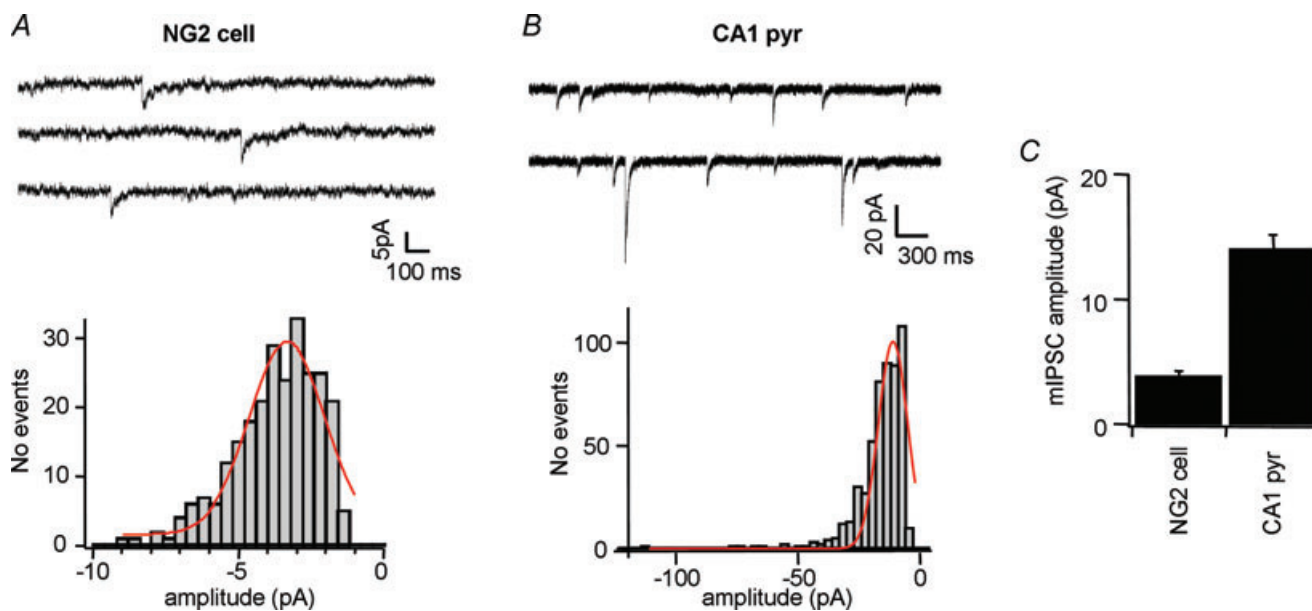 A
NG2 cell
5pA
100 ms
No events
30
20
10
0
-10
-5
0
amplitude (pA)
B
CA1 pyr
20 pA
300 ms
No events
100
50
0
-100
-50
0
amplitude (pA)
C
mIPSC amplitude (pA)
20
10
0
NG2 cell
CA1 pyr